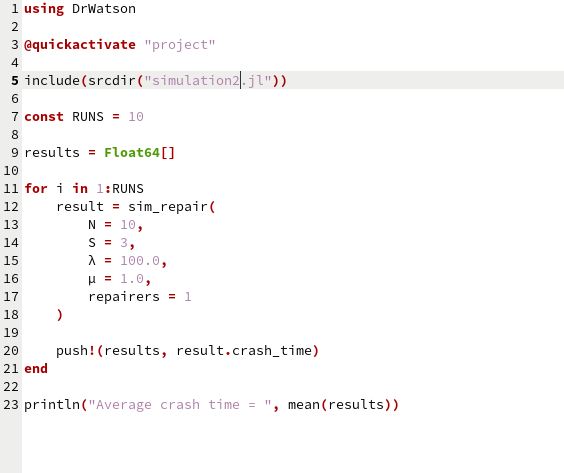 1 using DrWatson
2
3 @quickactivate "project"
4
5 include(srcdir("simulation2.jl"))
6
7 const RUNS = 10
8
9 results = Float64[]
10
11 for i in 1:RUNS
12     result = sim_repair(
13         N = 10,
14         S = 3,
15         λ = 100.0,
16         μ = 1.0,
17         repairers = 1
18     )
19
20     push!(results, result.crash_time)
21 end
22
23 println("Average crash time = ", mean(results))